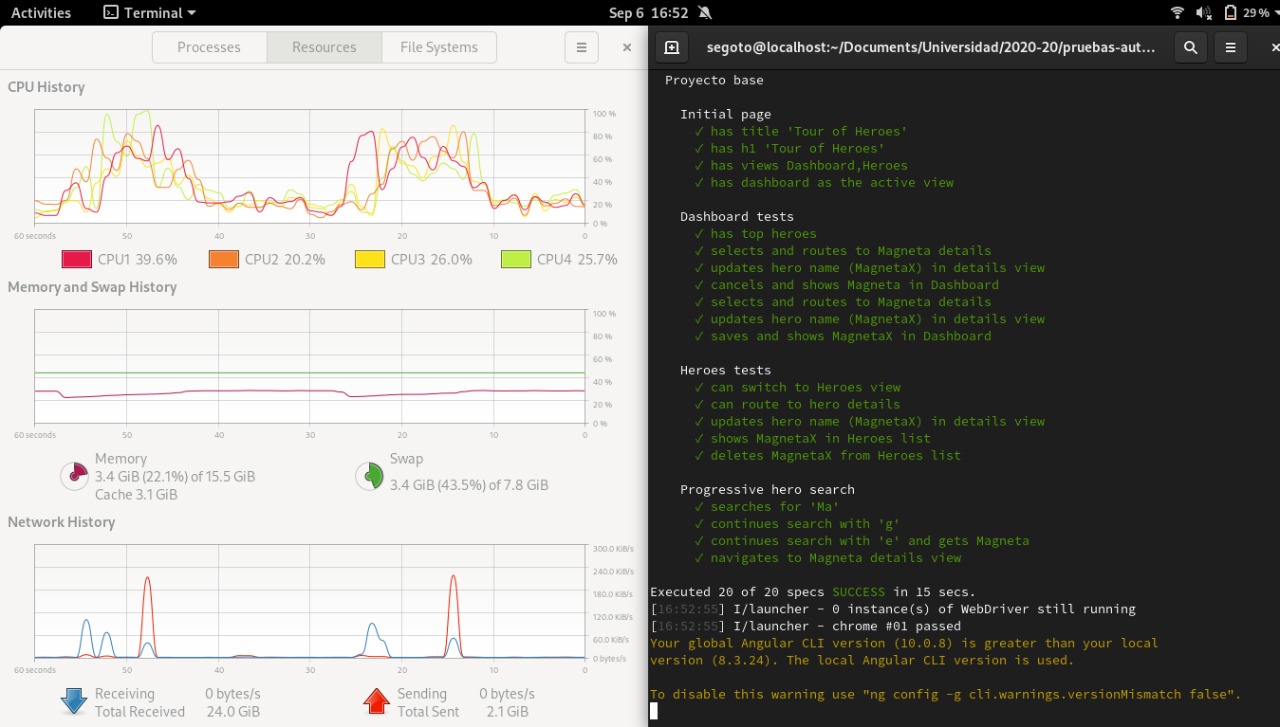 Activities
Terminal
Sep 6 16:52
29 %
Processes
Resources
File Systems
CPU History
100 %
80 %
60 %
40 %
20 %
0 %
60 seconds 50 40 30 20 10 0
CPU1 39.6% CPU2 20.2% CPU3 26.0% CPU4 25.7%
Memory and Swap History
100 %
80 %
60 %
40 %
20 %
0 %
60 seconds 50 40 30 20 10 0
Memory
3.4 GiB (22.1%) of 15.5 GiB
Cache 3.1 GiB
Swap
3.4 GiB (43.5%) of 7.8 GiB
Network History
300.0 KiB/s
240.0 KiB/s
180.0 KiB/s
120.0 KiB/s
60.0 KiB/s
0 bytes/s
60 seconds 50 40 30 20 10 0
Receiving 0 bytes/s
Total Received 24.0 GiB
Sending 0 bytes/s
Total Sent 2.1 GiB
segoto@localhost:~/Documents/Universidad/2020-20/pruebas-aut...
Proyecto base
Initial page
✓ has title 'Tour of Heroes'
✓ has h1 'Tour of Heroes'
✓ has views Dashboard,Heroes
✓ has dashboard as the active view
Dashboard tests
✓ has top heroes
✓ selects and routes to Magneta details
✓ updates hero name (MagnetaX) in details view
✓ cancels and shows Magneta in Dashboard
✓ selects and routes to Magneta details
✓ updates hero name (MagnetaX) in details view
✓ saves and shows MagnetaX in Dashboard
Heroes tests
✓ can switch to Heroes view
✓ can route to hero details
✓ updates hero name (MagnetaX) in details view
✓ shows MagnetaX in Heroes list
✓ deletes MagnetaX from Heroes list
Progressive hero search
✓ searches for 'Ma'
✓ continues search with 'g'
✓ continues search with 'e' and gets Magneta
✓ navigates to Magneta details view
Executed 20 of 20 specs SUCCESS in 15 secs.
[16:52:55] I/launcher - 0 instance(s) of WebDriver still running
[16:52:55] I/launcher - chrome #01 passed
Your global Angular CLI version (10.0.8) is greater than your local
version (8.3.24). The local Angular CLI version is used.
To disable this warning use "ng config -g cli.warnings.versionMismatch false".